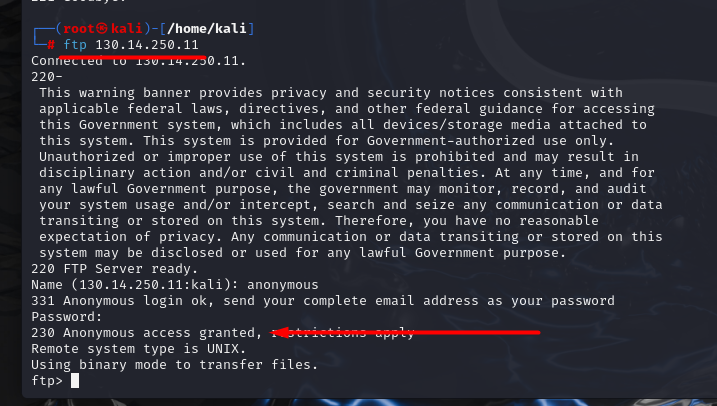 ┌──(root㉿kali)-[/home/kali]
└─# ftp 130.14.250.11
Connected to 130.14.250.11.
220-
This warning banner provides privacy and security notices consistent with
applicable federal laws, directives, and other federal guidance for accessing
this Government system, which includes all devices/storage media attached to
this system. This system is provided for Government-authorized use only.
Unauthorized or improper use of this system is prohibited and may result in
disciplinary action and/or civil and criminal penalties. At any time, and for
any lawful Government purpose, the government may monitor, record, and audit
your system usage and/or intercept, search and seize any communication or data
transiting or stored on this system. Therefore, you have no reasonable
expectation of privacy. Any communication or data transiting or stored on this
system may be disclosed or used for any lawful Government purpose.
220 FTP Server ready.
Name (130.14.250.11:kali): anonymous
331 Anonymous login ok, send your complete email address as your password
Password:
230 Anonymous access granted, restrictions apply
Remote system type is UNIX.
Using binary mode to transfer files.
ftp>